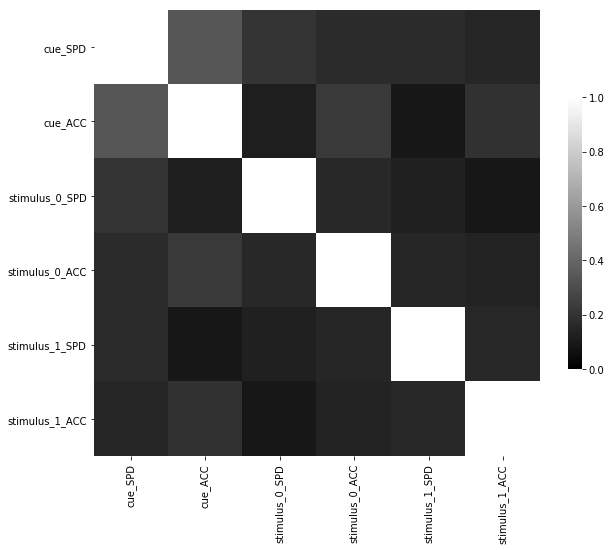 cue_SPD
cue_ACC
stimulus_0_SPD
stimulus_0_ACC
stimulus_1_SPD
stimulus_1_ACC
cue_SPD
cue_ACC
stimulus_0_SPD
stimulus_0_ACC
stimulus_1_SPD
stimulus_1_ACC
1.0
0.8
0.6
0.4
0.2
0.0